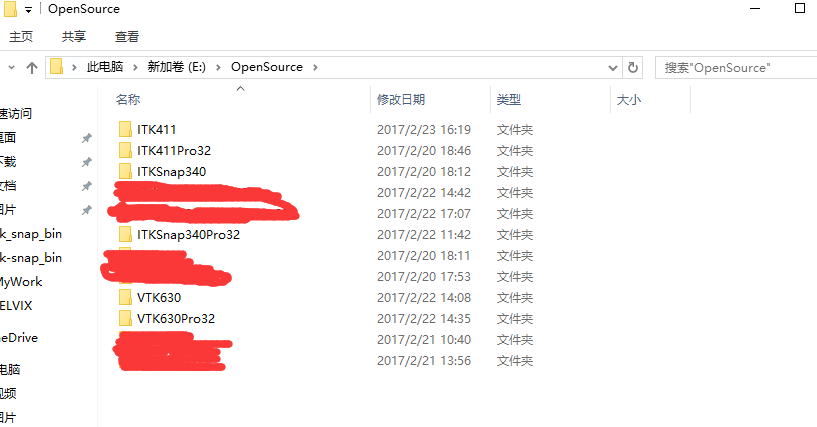 OpenSource
主页 共享 查看
此电脑 新加卷 (E:) OpenSource 搜索"OpenSource"
名称 修改日期 类型 大小
速访问
ITK411 2017/2/23 16:19 文件夹
桌面
ITK411Pro32 2017/2/20 18:46 文件夹
下载
ITKSnap340 2017/2/20 18:12 文件夹
文档
2017/2/22 14:42 文件夹
图片
2017/2/22 17:07 文件夹
k_snap_bin
ITKSnap340Pro32 2017/2/22 11:42 文件夹
k-snap_bin
2017/2/20 18:11 文件夹
MyWork
2017/2/20 17:53 文件夹
ELVIX
VTK630 2017/2/22 14:08 文件夹
VTK630Pro32 2017/2/22 14:35 文件夹
eDrive
2017/2/21 10:40 文件夹
2017/2/21 13:56 文件夹
电脑
视频
图片